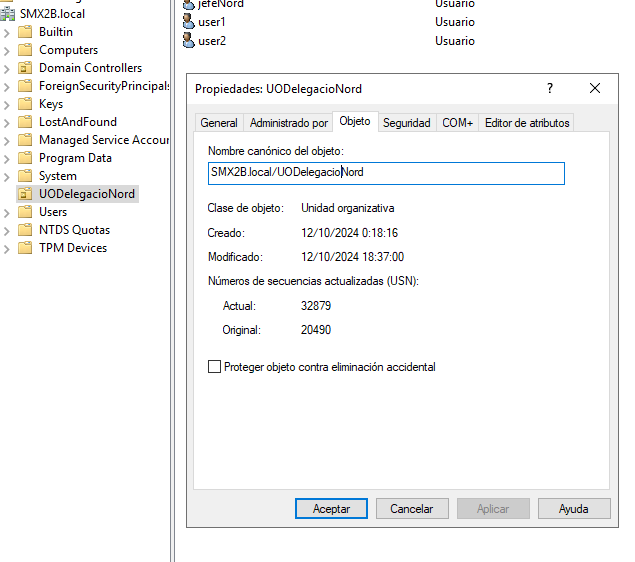 SMX2B.local
Builtin
Computers
Domain Controllers
ForeignSecurityPrincipals
Keys
LostAndFound
Managed Service Accour
Program Data
System
UODelegacioNord
Users
NTDS Quotas
TPM Devices
jefeNord Usuario
user1 Usuario
user2 Usuario
Propiedades: UODelegacioNord ?
General Administrado por Objeto Seguridad COM+ Editor de atributos
Nombre canónico del objeto:
SMX2B.local/UODelegacioNord
Clase de objeto: Unidad organizativa
Creado: 12/10/2024 0:18:16
Modificado: 12/10/2024 18:37:00
Números de secuencias actualizadas (USN):
Actual: 32879
Original: 20490
Proteger objeto contra eliminación accidental
Aceptar Cancelar Aplicar Ayuda